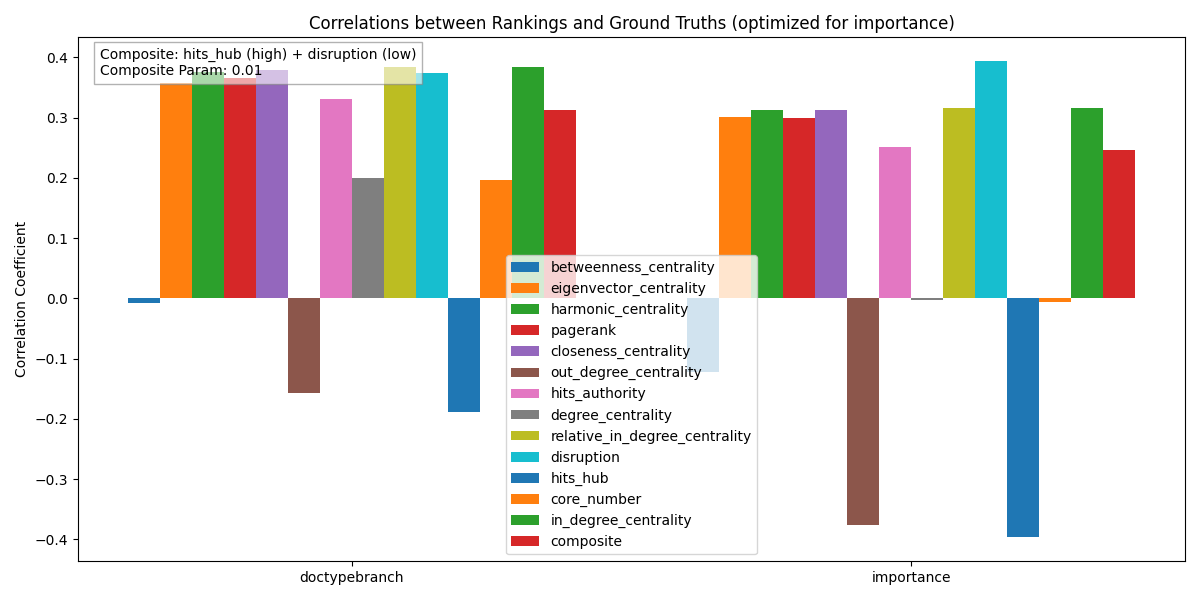 Correlations between Rankings and Ground Truths (optimized for importance)
Composite: hits_hub (high) + disruption (low)
Composite Param: 0.01
Correlation Coefficient
0.4
0.3
0.2
0.1
0.0
−0.1
−0.2
−0.3
−0.4
betweenness_centrality
eigenvector_centrality
harmonic_centrality
pagerank
closeness_centrality
out_degree_centrality
hits_authority
degree_centrality
relative_in_degree_centrality
disruption
hits_hub
core_number
in_degree_centrality
composite
doctypebranch
importance